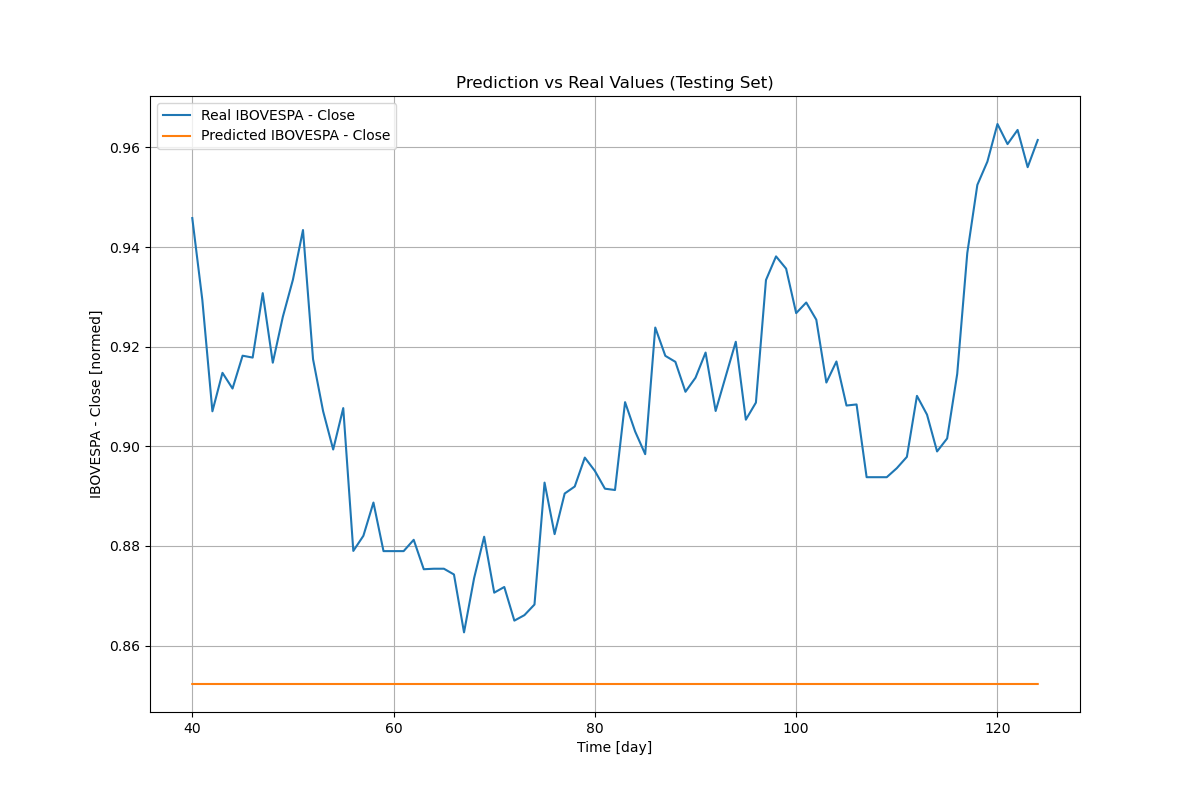 Prediction vs Real Values (Testing Set)
Real IBOVESPA - Close
Predicted IBOVESPA - Close
IBOVESPA - Close [normed]
0.96
0.94
0.92
0.90
0.88
0.86
40 60 80 100 120
Time [day]